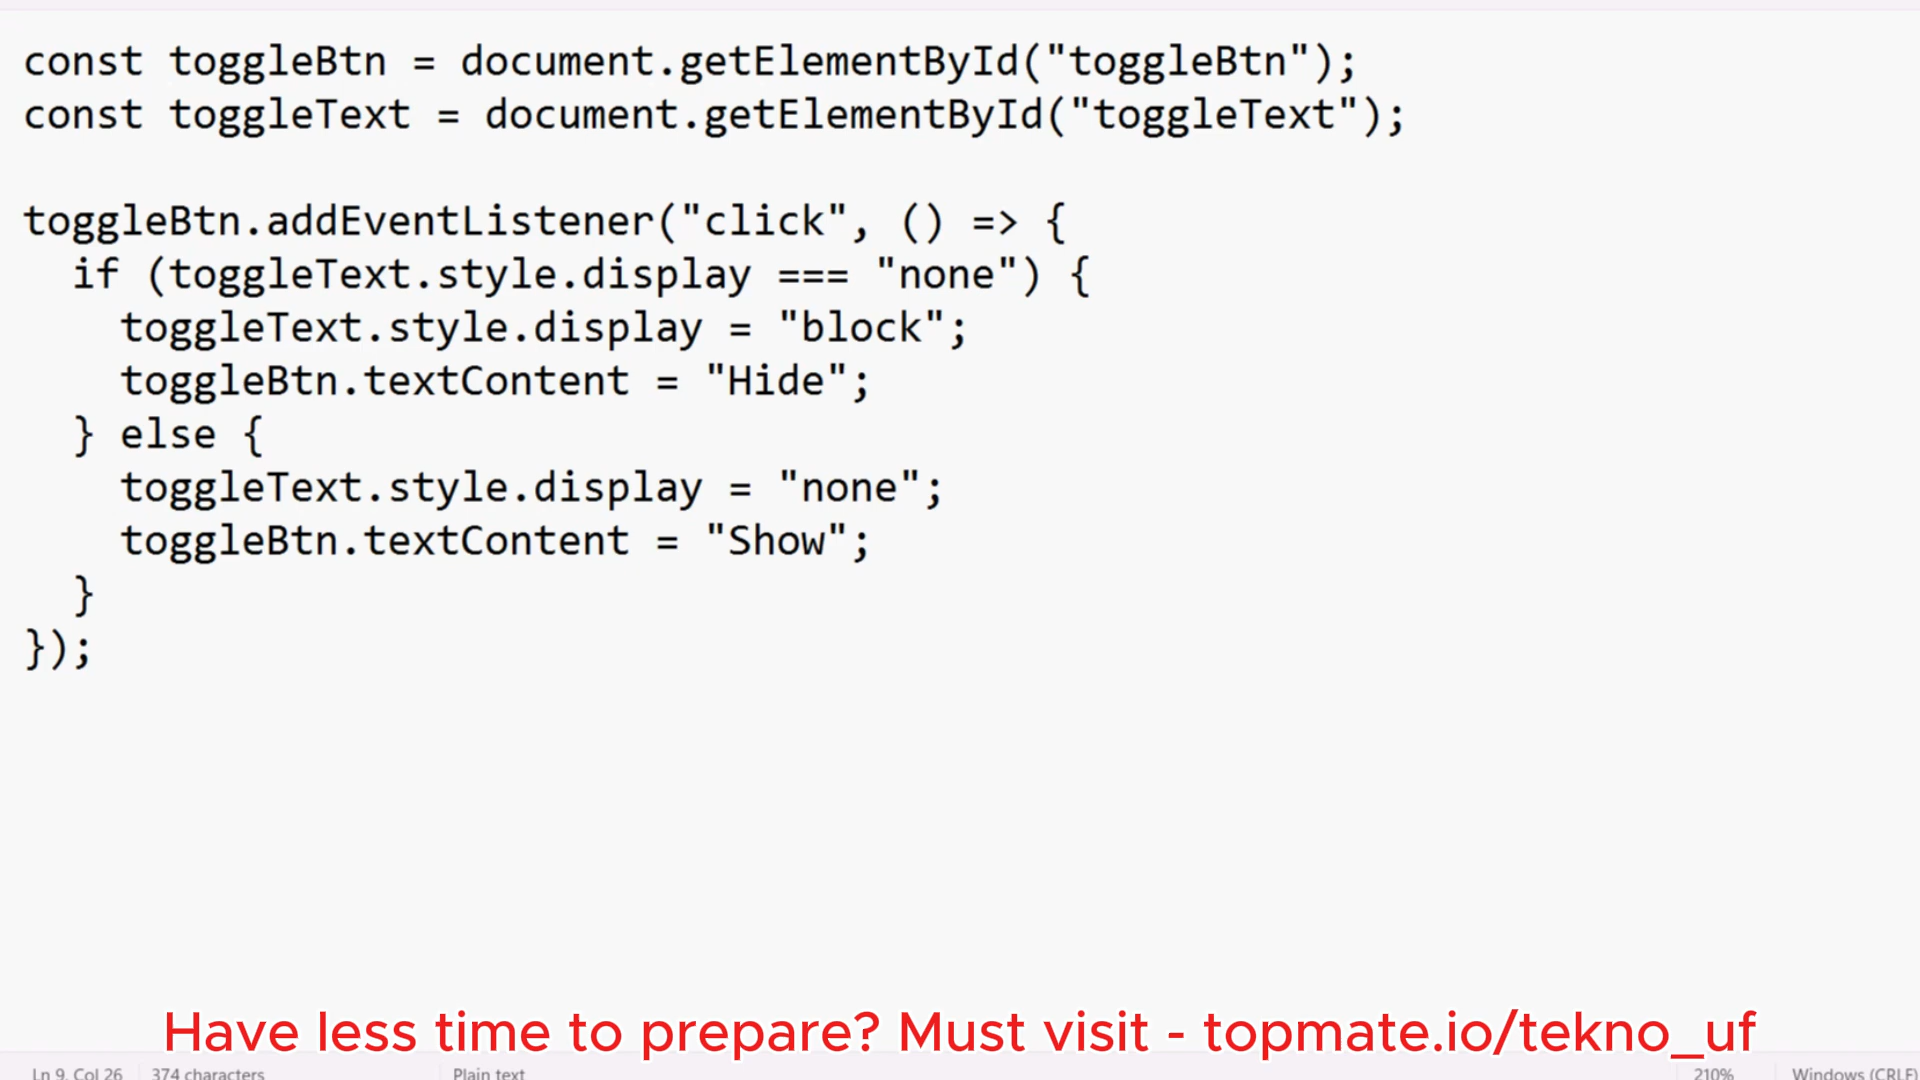 const toggleBtn = document.getElementById("toggleBtn");
const toggleText = document.getElementById("toggleText");

toggleBtn.addEventListener("click", () => {
  if (toggleText.style.display === "none") {
    toggleText.style.display = "block";
    toggleBtn.textContent = "Hide";
  } else {
    toggleText.style.display = "none";
    toggleBtn.textContent = "Show";
  }
});
Have less time to prepare? Must visit - topmate.io/tekno_uf
Ln 9, Col 26 374 characters Plain text 210% Windows (CRLF)